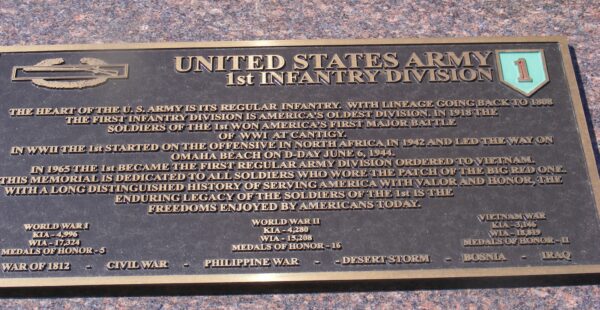 UNITED STATES ARMY
1st INFANTRY DIVISION
1
THE HEART OF THE U. S. ARMY IS ITS REGULAR INFANTRY. WITH LINEAGE GOING BACK TO 1808
THE FIRST INFANTRY DIVISION IS AMERICA'S OLDEST DIVISION. IN 1918 THE
SOLDIERS OF THE 1st WON AMERICA'S FIRST MAJOR BATTLE
OF WWI AT CANTIGY.
IN WWII THE 1st STARTED ON THE OFFENSIVE IN NORTH AFRICA IN 1942 AND LED THE WAY ON
OMAHA BEACH ON D-DAY JUNE 6, 1944.
IN 1965 THE 1st BECAME THE FIRST REGULAR ARMY DIVISION ORDERED TO VIETNAM.
THIS MEMORIAL IS DEDICATED TO ALL SOLDIERS WHO WORE THE PATCH OF THE BIG RED ONE.
WITH A LONG DISTINGUISHED HISTORY OF SERVING AMERICA WITH VALOR AND HONOR, THE
ENDURING LEGACY OF THE SOLDIERS OF THE 1st IS THE
FREEDOMS ENJOYED BY AMERICANS TODAY.
WORLD WAR I
KIA - 4,996
WIA - 17,324
MEDALS OF HONOR - 5
WORLD WAR II
KIA - 4,280
WIA - 15,208
MEDALS OF HONOR - 16
VIETNAM WAR
KIA -
WIA -
MEDALS OF HONOR - 11
WAR OF 1812 - CIVIL WAR - PHILIPPINE WAR - - DESERT STORM - BOSNIA - IRAQ